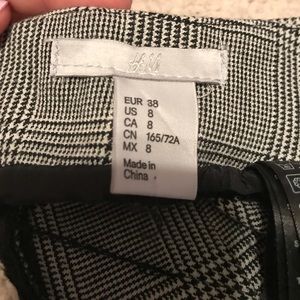 H&M
EUR 38
US 8
CA 8
CN 165/72A
MX 8
Made in
China